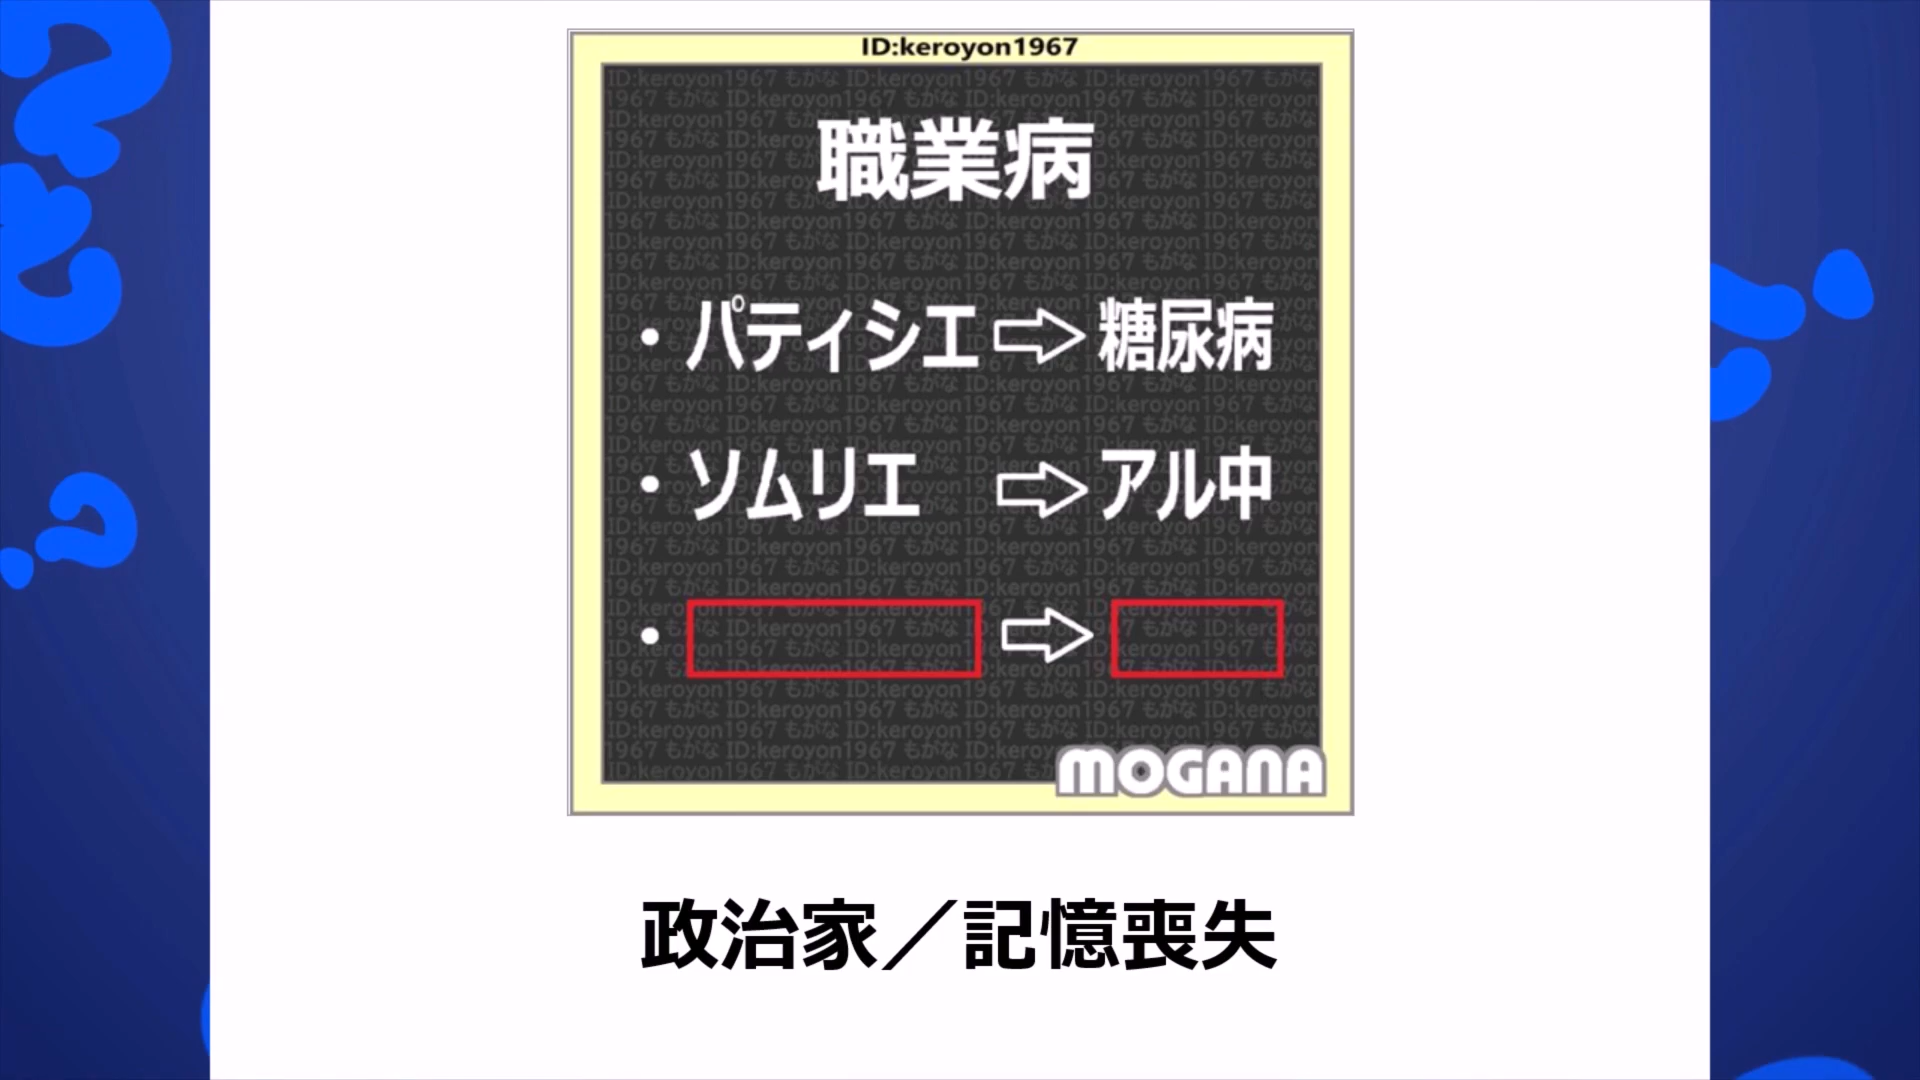 ID:keroyon1967
職業病
・パティシエ⇨糖尿病
・ソムリエ ⇨アル中
・ ⇨
MOGANA
政治家／記憶喪失